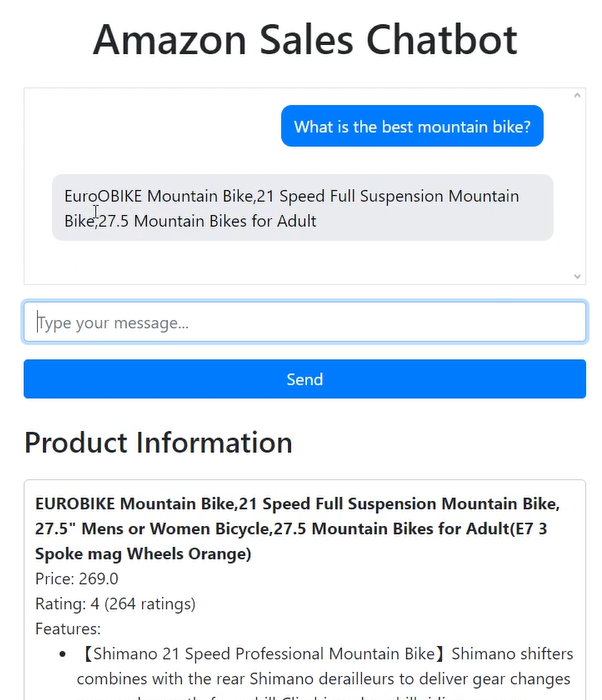 Amazon Sales Chatbot
What is the best mountain bike?
EuroOBIKE Mountain Bike,21 Speed Full Suspension Mountain
Bike,27.5 Mountain Bikes for Adult
Type your message...
Send
Product Information
EUROBIKE Mountain Bike,21 Speed Full Suspension Mountain Bike,
27.5" Mens or Women Bicycle,27.5 Mountain Bikes for Adult(E7 3
Spoke mag Wheels Orange)
Price: 269.0
Rating: 4 (264 ratings)
Features:
• 【Shimano 21 Speed Professional Mountain Bike】Shimano shifters
combines with the rear Shimano derailleurs to deliver gear changes